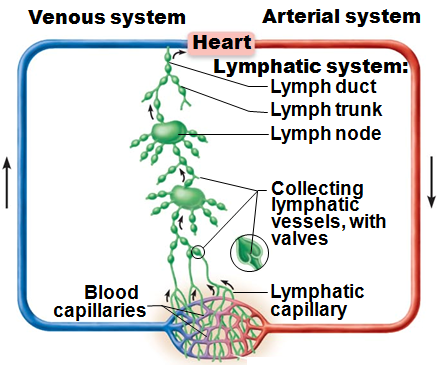 Venous system
Arterial system
Heart
Lymphatic system:
Lymph duct
Lymph trunk
Lymph node
Collecting
lymphatic
vessels, with
valves
Blood
capillaries
Lymphatic
capillary